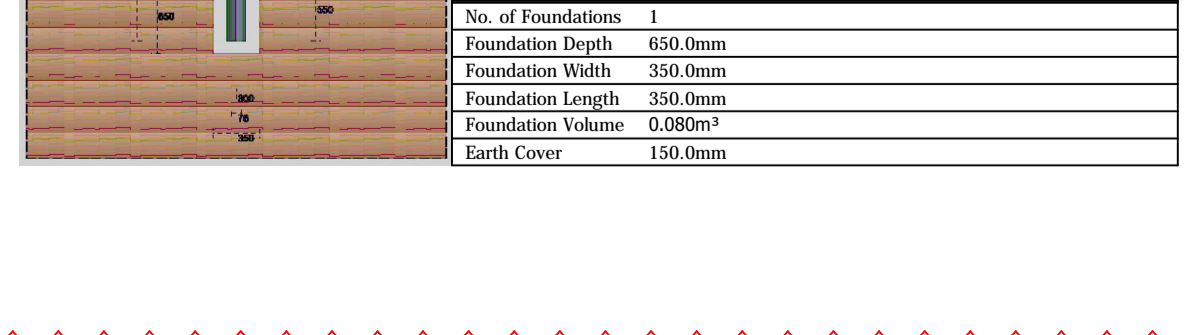 650
550
800
76
350
No. of Foundations 1
Foundation Depth 650.0mm
Foundation Width 350.0mm
Foundation Length 350.0mm
Foundation Volume 0.080m³
Earth Cover 150.0mm